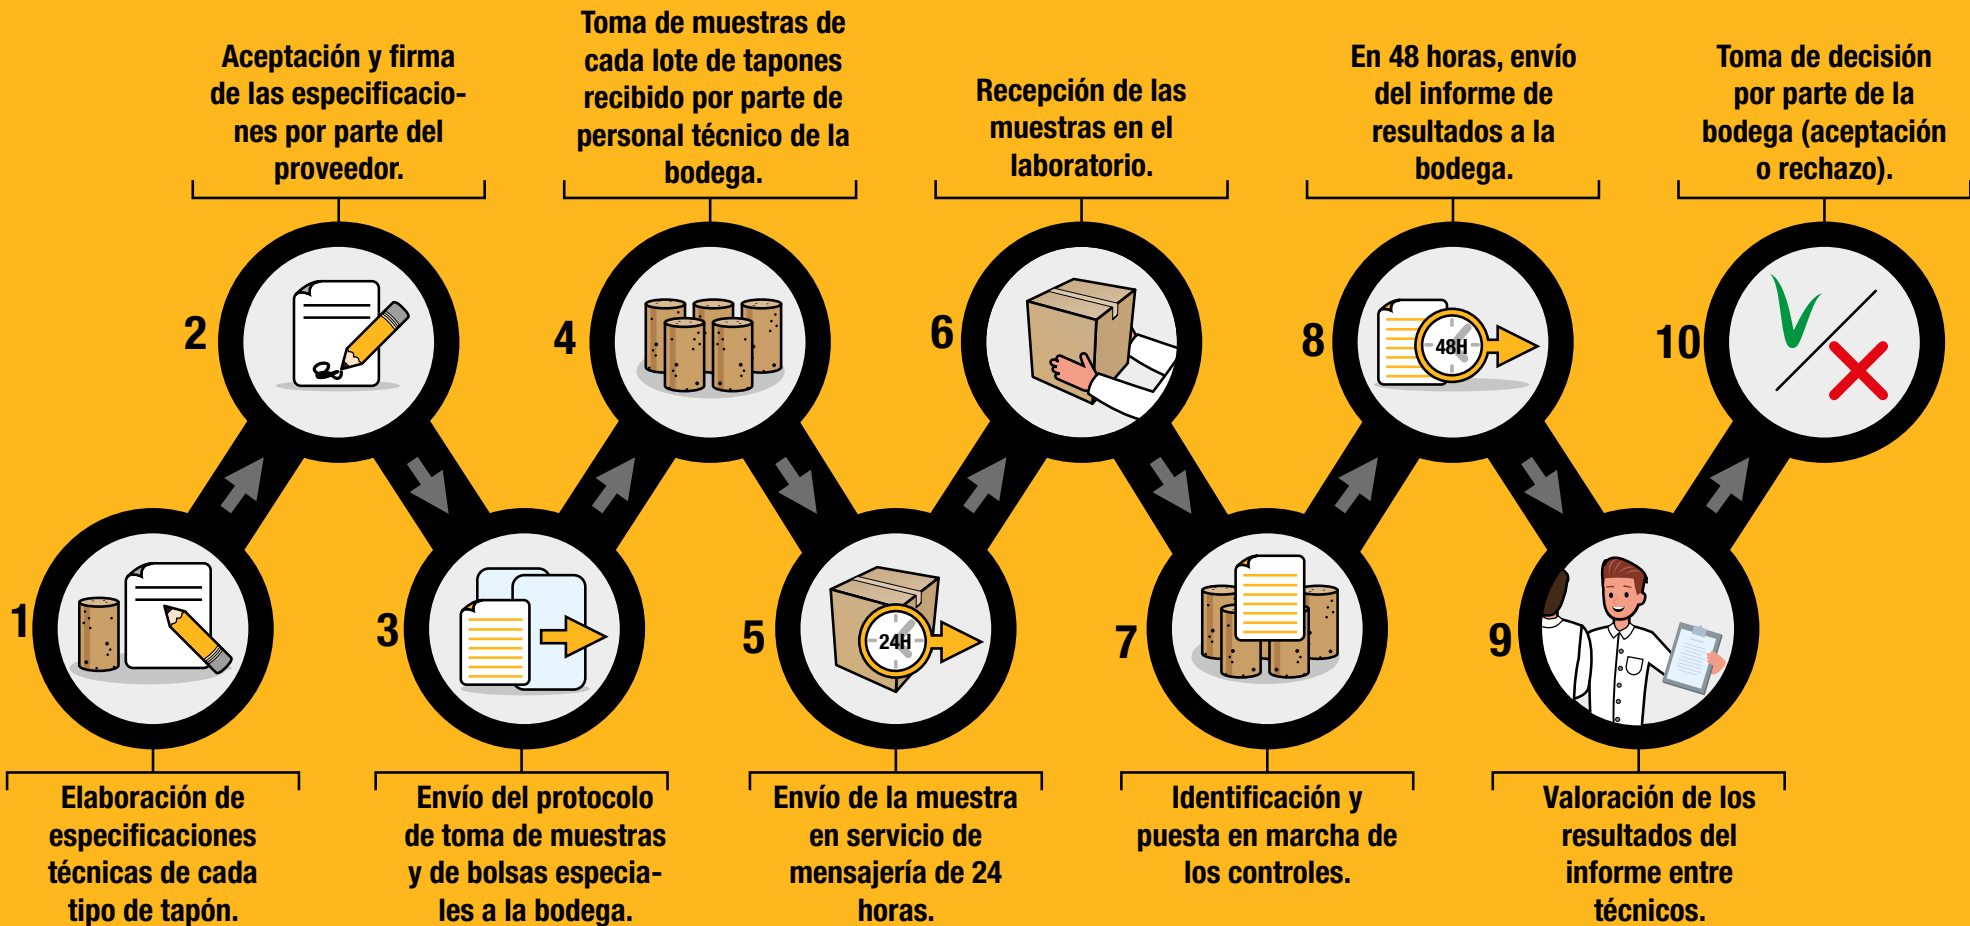 1
Elaboración de
especificaciones
técnicas de cada
tipo de tapón.
2
Aceptación y firma
de las especificacio-
nes por parte del
proveedor.
3
Envío del protocolo
de toma de muestras
y de bolsas especia-
les a la bodega.
4
Toma de muestras de
cada lote de tapones
recibido por parte de
personal técnico de la
bodega.
5
24H
Envío de la muestra
en servicio de
mensajería de 24
horas.
6
Recepción de las
muestras en el
laboratorio.
7
Identificación y
puesta en marcha de
los controles.
8
48H
En 48 horas, envío
del informe de
resultados a la
bodega.
9
Valoración de los
resultados del
informe entre
técnicos.
10
Toma de decisión
por parte de la
bodega (aceptación
o rechazo).